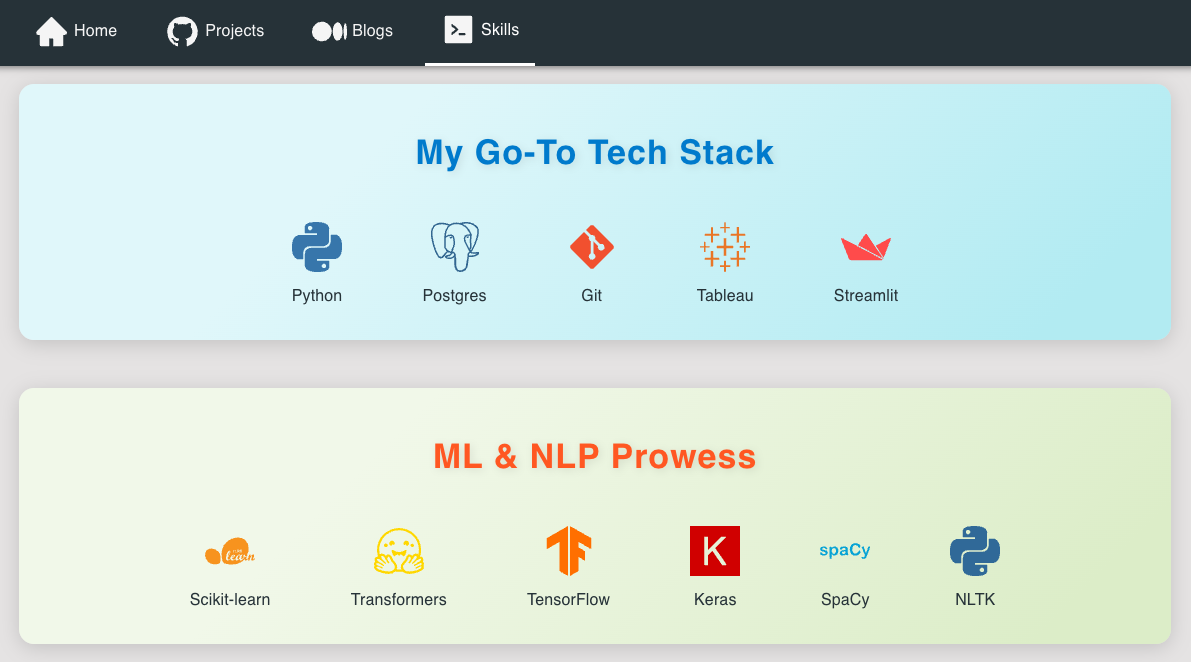 Home Projects Blogs Skills
My Go-To Tech Stack
Python Postgres Git Tableau Streamlit
ML & NLP Prowess
learn K spaCy
Scikit-learn Transformers TensorFlow Keras SpaCy NLTK